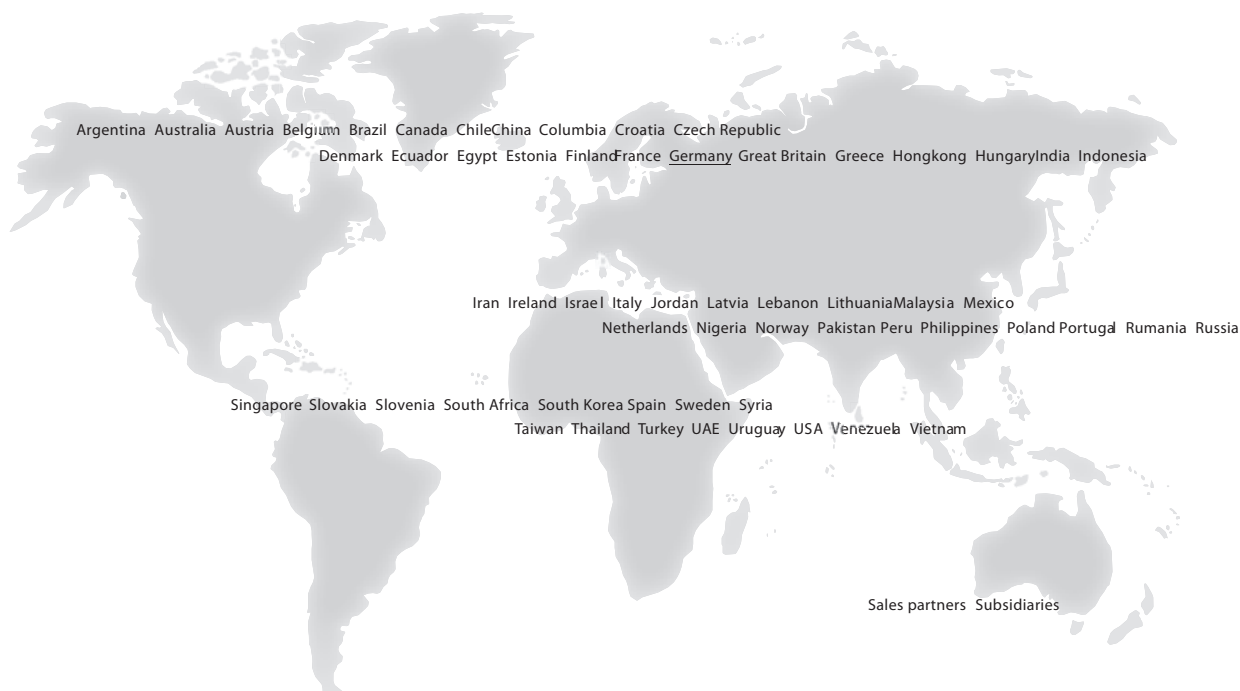 Argentina Australia Austria Belgium Brazil Canada ChileChina Columbia Croatia Czech Republic
Denmark Ecuador Egypt Estonia FinlandFrance Germany Great Britain Greece Hongkong HungaryIndia Indonesia
Iran Ireland Israel Italy Jordan Latvia Lebanon LithuaniaMalaysia Mexico
Netherlands Nigeria Norway Pakistan Peru Philippines Poland Portugal Rumania Russia
Singapore Slovakia Slovenia South Africa South Korea Spain Sweden Syria
Taiwan Thailand Turkey UAE Uruguay USA Venezuela Vietnam
Sales partners Subsidiaries